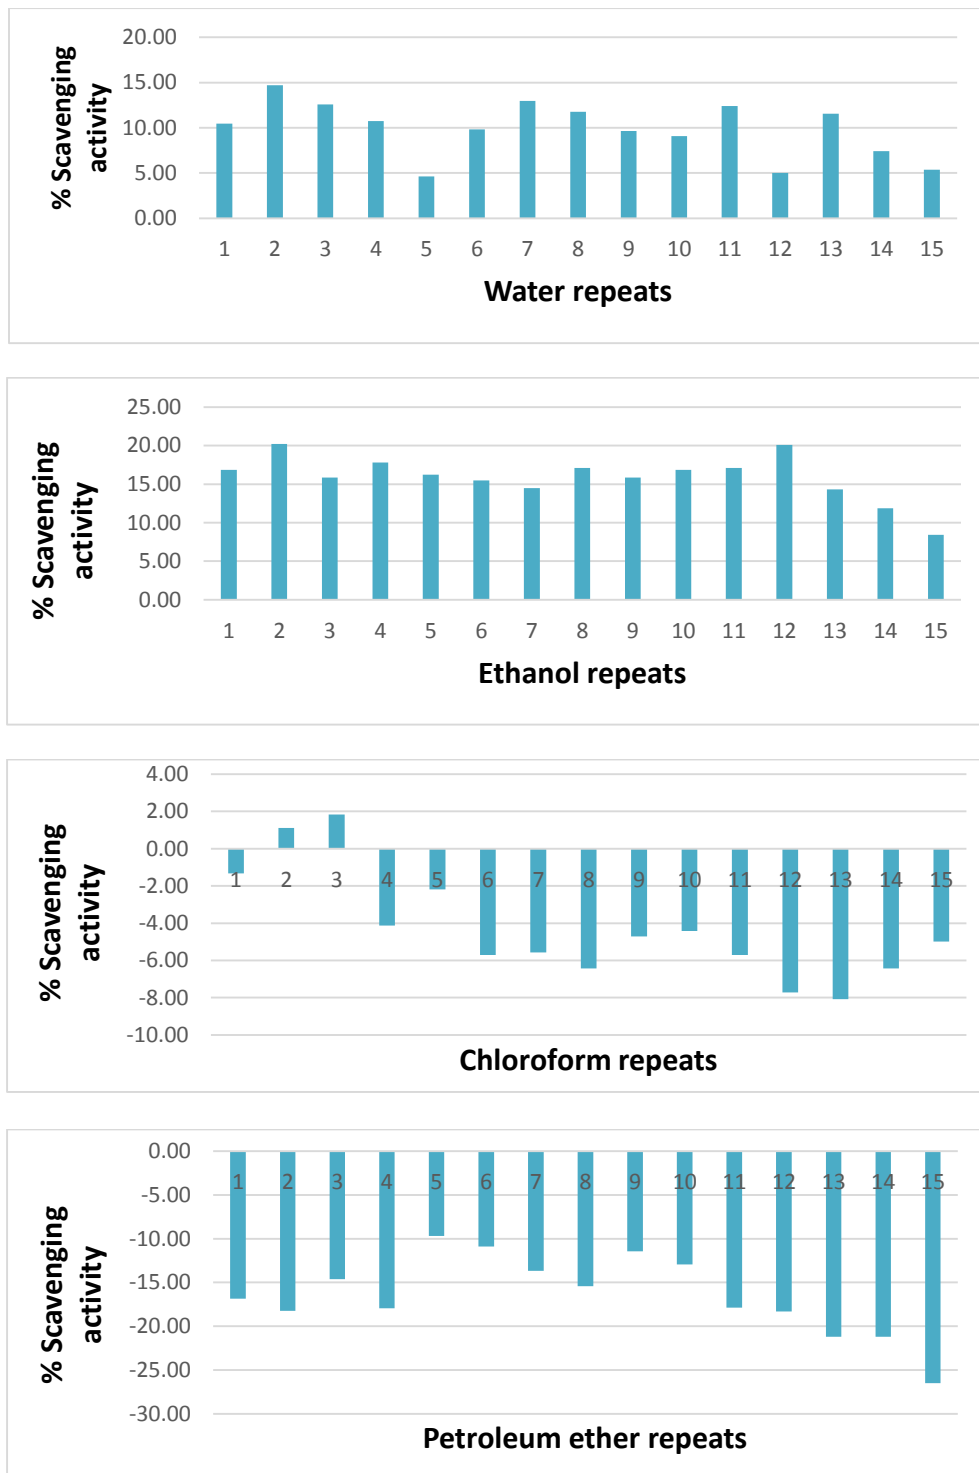 20.00
15.00
10.00
5.00
0.00
% Scavenging
activity
1 2 3 4 5 6 7 8 9 10 11 12 13 14 15
Water repeats
25.00
20.00
15.00
10.00
5.00
0.00
% Scavenging
activity
1 2 3 4 5 6 7 8 9 10 11 12 13 14 15
Ethanol repeats
4.00
2.00
0.00
-2.00
-4.00
-6.00
-8.00
-10.00
% Scavenging
activity
1 2 3 4 5 6 7 8 9 10 11 12 13 14 15
Chloroform repeats
0.00
-5.00
-10.00
-15.00
-20.00
-25.00
-30.00
% Scavenging
activity
1 2 3 4 5 6 7 8 9 10 11 12 13 14 15
Petroleum ether repeats